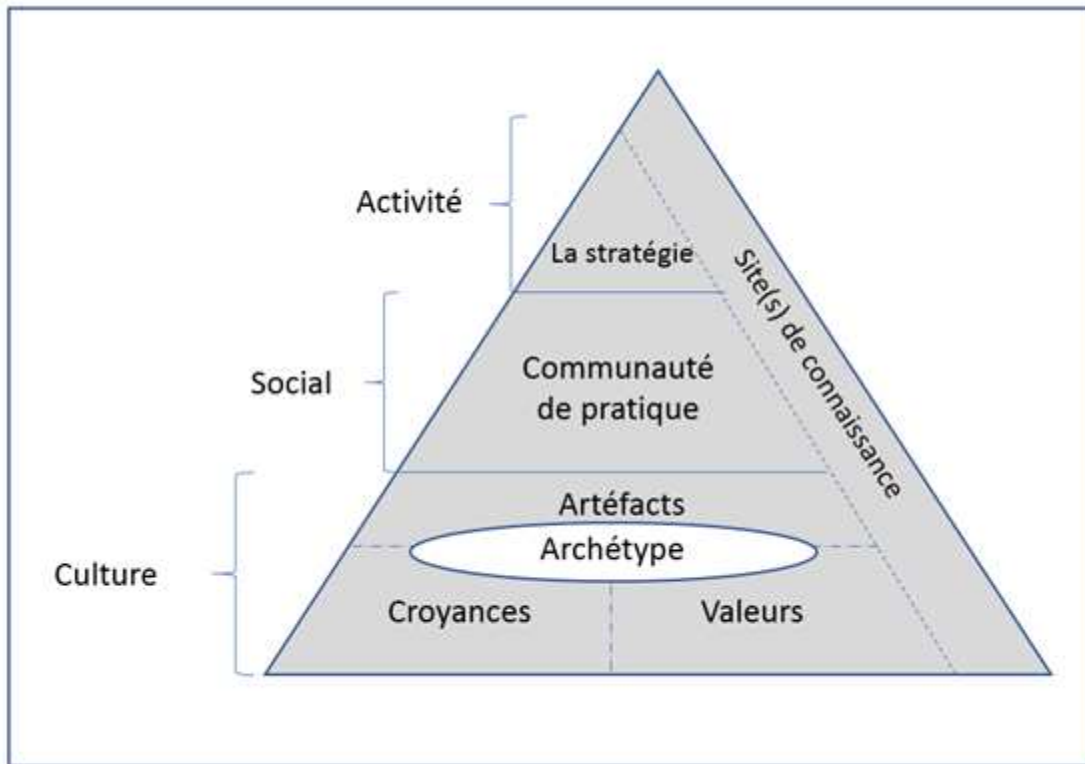 Activité
La stratégie
Site(s) de connaissance
Social
Communauté
de pratique
Culture
Artéfacts
Archétype
Croyances
Valeurs